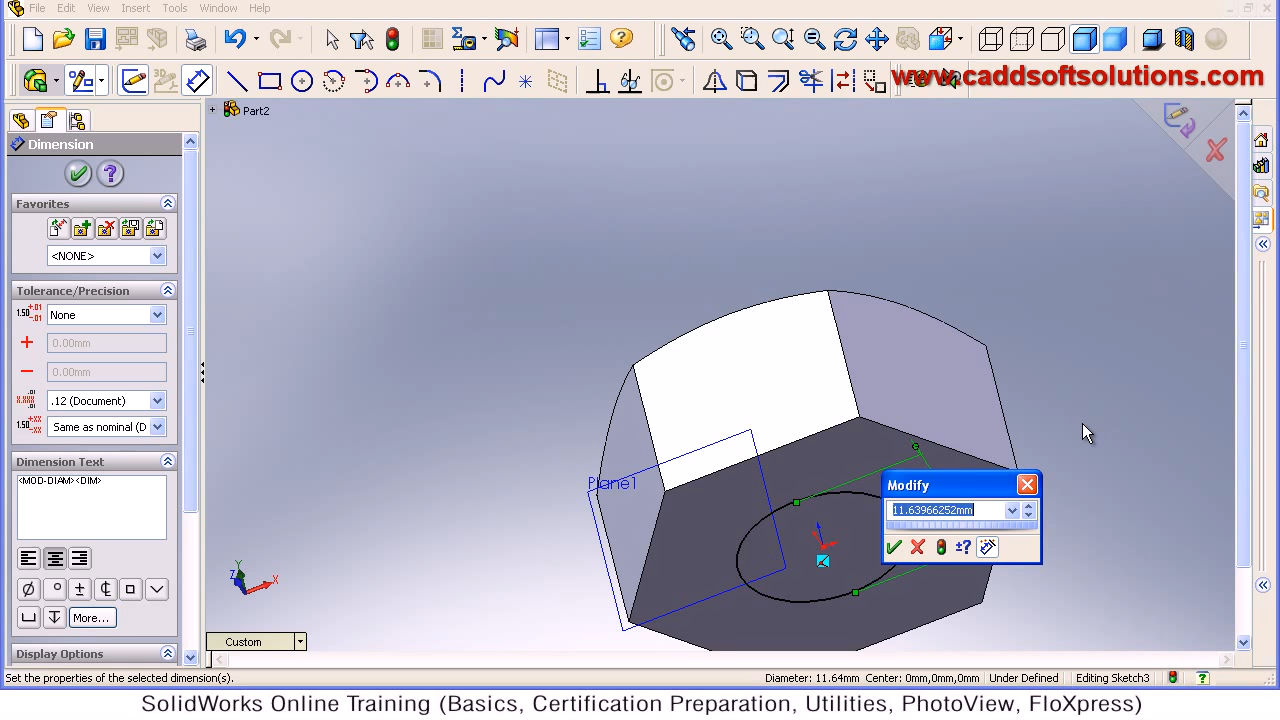 File Edit View Insert Tools Window Help
www.caddsoftsolutions.com
Part2
Dimension
Favorites
<NONE>
Tolerance/Precision
None
0.00mm
0.00mm
.12 (Document)
Same as nominal (D
Dimension Text
<MOD-DIAM><DIM>
More...
Display Options
Plane1
Modify
11.63966252mm
Y
Z
X
Custom
Set the properties of the selected dimension(s).
Diameter: 11.64mm Center: 0mm,0mm,0mm Under Defined Editing Sketch3
SolidWorks Online Training (Basics, Certification Preparation, Utilities, PhotoView, FloXpress)